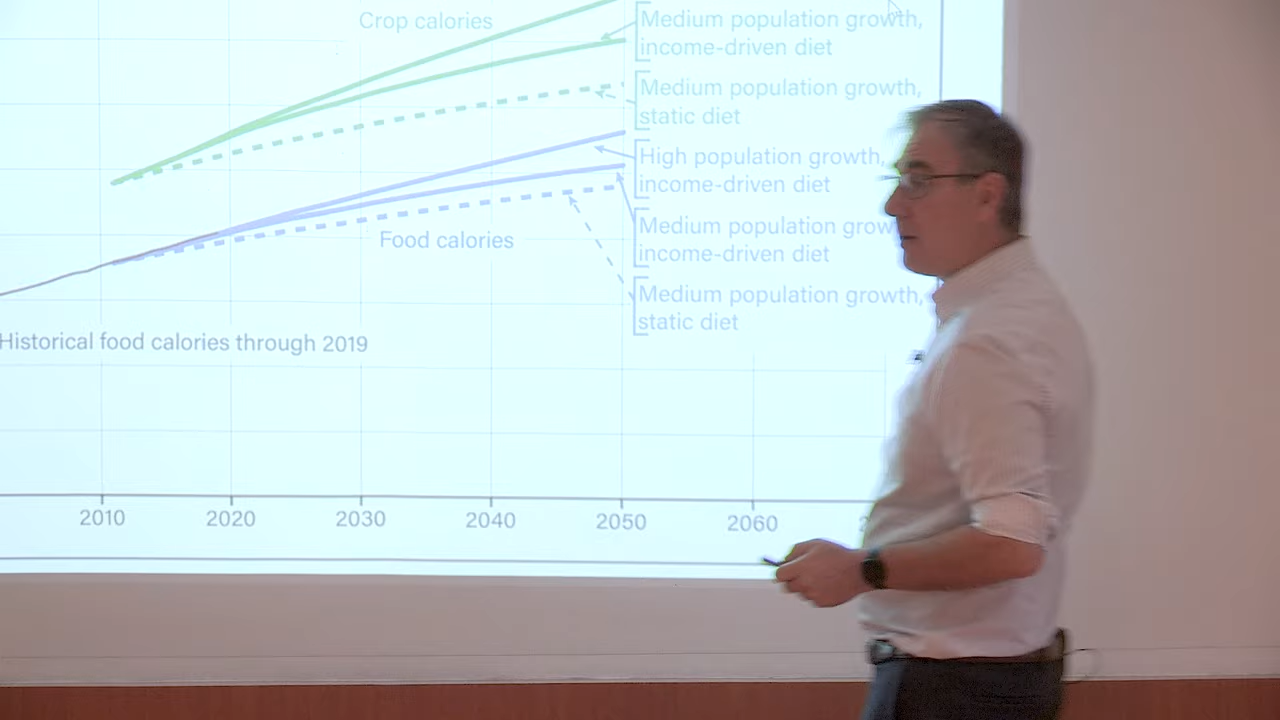 Crop calories
Medium population growth,
income-driven diet
Medium population growth,
static diet
High population growth,
income-driven diet
Medium population
income-driven diet
Medium population growth,
static diet
Food calories
Historical food calories through 2019
2010 2020 2030 2040 2050 2060